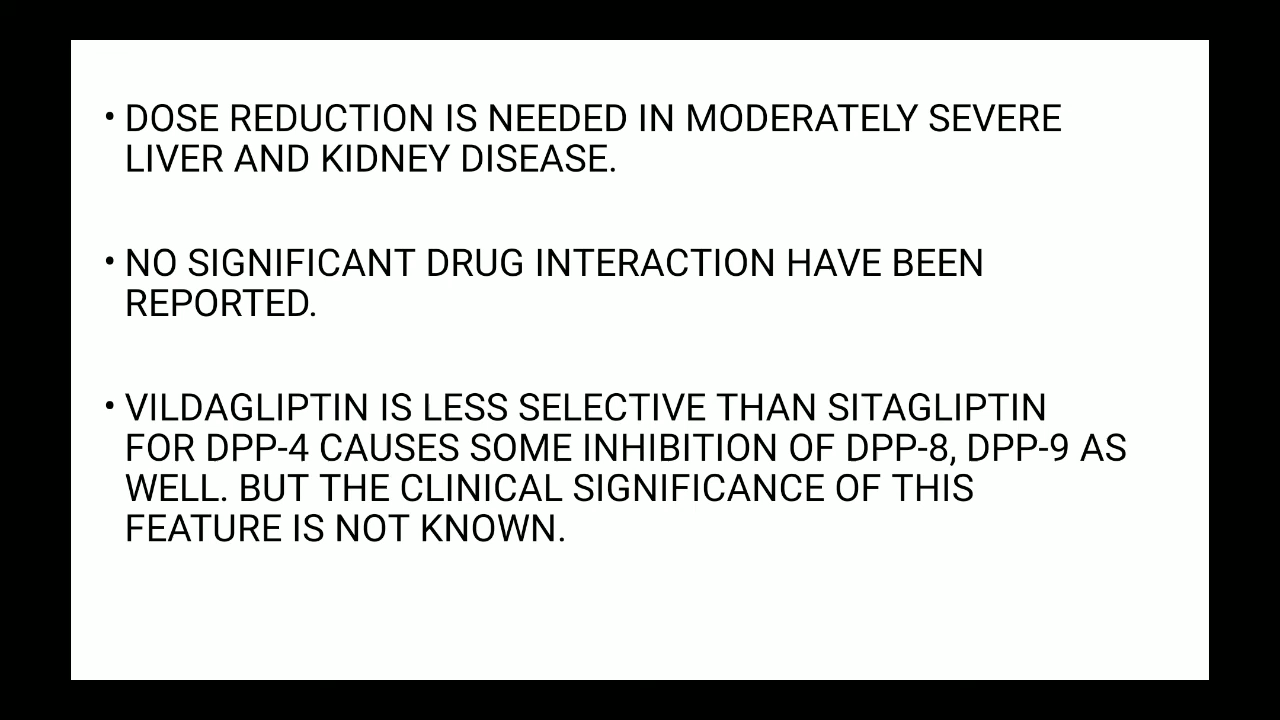 • DOSE REDUCTION IS NEEDED IN MODERATELY SEVERE
LIVER AND KIDNEY DISEASE.
• NO SIGNIFICANT DRUG INTERACTION HAVE BEEN
REPORTED.
• VILDAGLIPTIN IS LESS SELECTIVE THAN SITAGLIPTIN
FOR DPP-4 CAUSES SOME INHIBITION OF DPP-8, DPP-9 AS
WELL. BUT THE CLINICAL SIGNIFICANCE OF THIS
FEATURE IS NOT KNOWN.